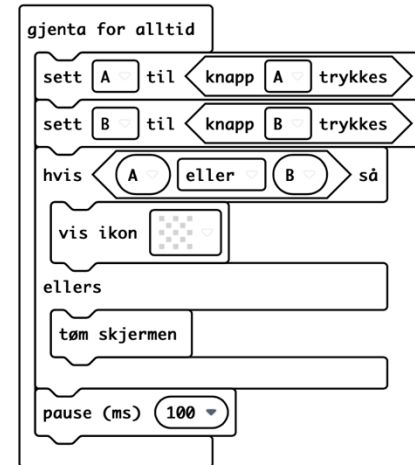 gjenta for alltid
sett A til knapp A trykkes
sett B til knapp B trykkes
hvis A eller B så
vis ikon
ellers
tøm skjermen
pause (ms) 100